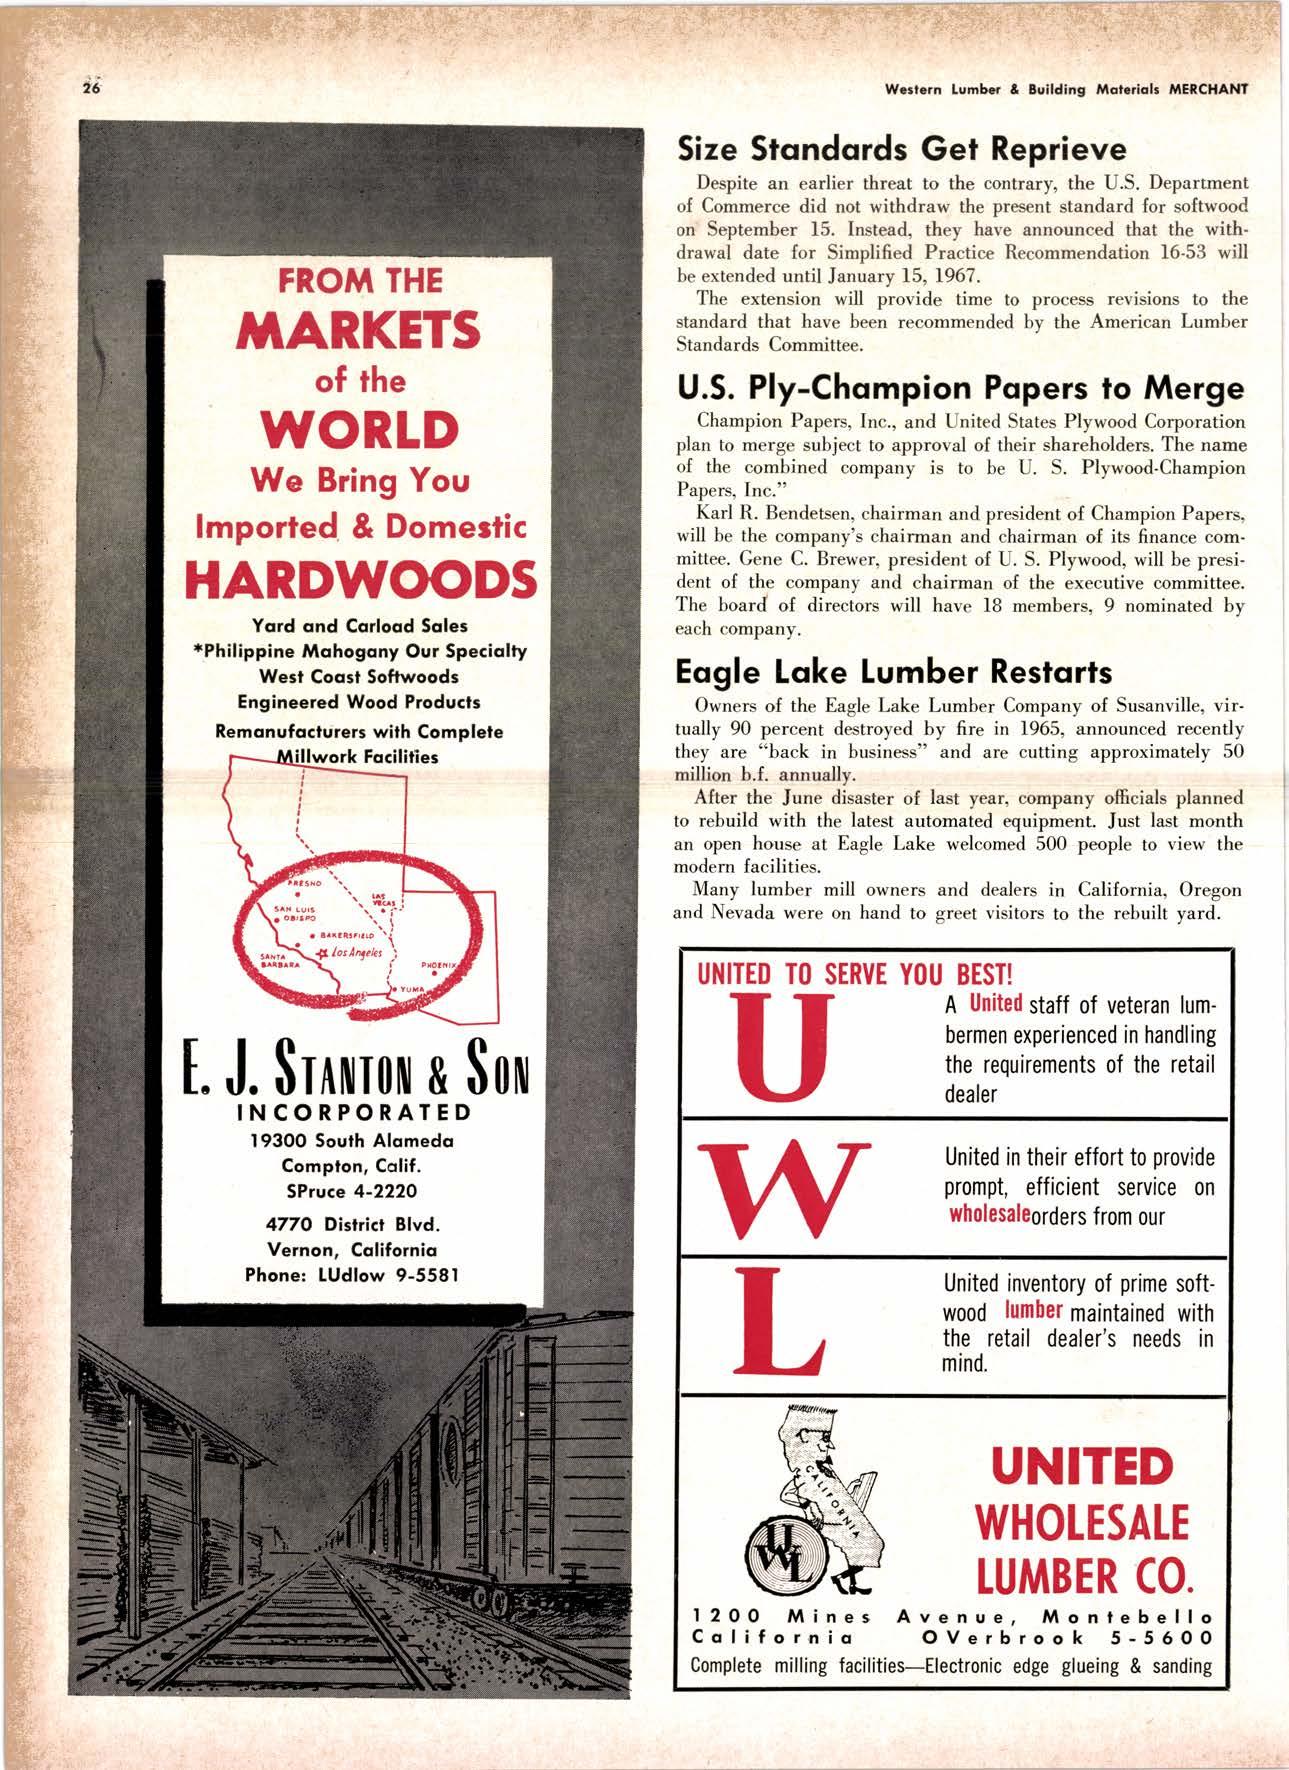 26
Western Lumber & Building Materials MERCHANT
FROM THE
MARKETS
of the
WORLD
We Bring You
Imported & Domestic
HARDWOODS
Yard and Carload Sales
*Philippine Mahogany Our Specialty
West Coast Softwoods
Engineered Wood Products
Remanufacturers with Complete
Millwork Facilities
FRESNO
LAS
VEGAS
SAN LUIS
OBISPO
BAKERSFIELD
Los Angeles
SANTA
BARBARA
PHOENIX
YUMA
E. J. STANTON & SON
INCORPORATED
19300 South Alameda
Compton, Calif.
SPruce 4-2220
4770 District Blvd.
Vernon, California
Phone: LUdlow 9-5581
Size Standards Get Reprieve
Despite an earlier threat to the contrary, the U.S. Department
of Commerce did not withdraw the present standard for softwood
on September 15. Instead, they have announced that the with-
drawal date for Simplified Practice Recommendation 16-53 will
be extended until January 15, 1967.
The extension will provide time to process revisions to the
standard that have been recommended by the American Lumber
Standards Committee.
U.S. Ply-Champion Papers to Merge
Champion Papers, Inc., and United States Plywood Corporation
plan to merge subject to approval of their shareholders. The name
of the combined company is to be U. S. Plywood-Champion
Papers, Inc.”
Karl R. Bendetsen, chairman and president of Champion Papers,
will be the company's chairman and chairman of its finance com-
mittee. Gene C. Brewer, president of U. S. Plywood, will be presi-
dent of the company and chairman of the executive committee.
The board of directors will have 18 members, 9 nominated by
each company.
Eagle Lake Lumber Restarts
Owners of the Eagle Lake Lumber Company of Susanville, vir-
tually 90 percent destroyed by fire in 1965, announced recently
they are “back in business” and are cutting approximately 50
million b.f. annually.
After the June disaster of last year, company officials planned
to rebuild with the latest automated equipment. Just last month
an open house at Eagle Lake welcomed 500 people to view the
modern facilities.
Many lumber mill owners and dealers in California, Oregon
and Nevada were on hand to greet visitors to the rebuilt yard.
UNITED TO SERVE YOU BEST!
U
A United staff of veteran lum-
bermen experienced in handling
the requirements of the retail
dealer
W
United in their effort to provide
prompt, efficient service on
wholesale orders from our
L
United inventory of prime soft-
wood lumber maintained with
the retail dealer's needs in
mind.
CALIFORNIA
UWL
UNITED
WHOLESALE
LUMBER CO.
1200 Mines Avenue, Montebello
California OVerbrook 5-5600
Complete milling facilities—Electronic edge glueing & sanding